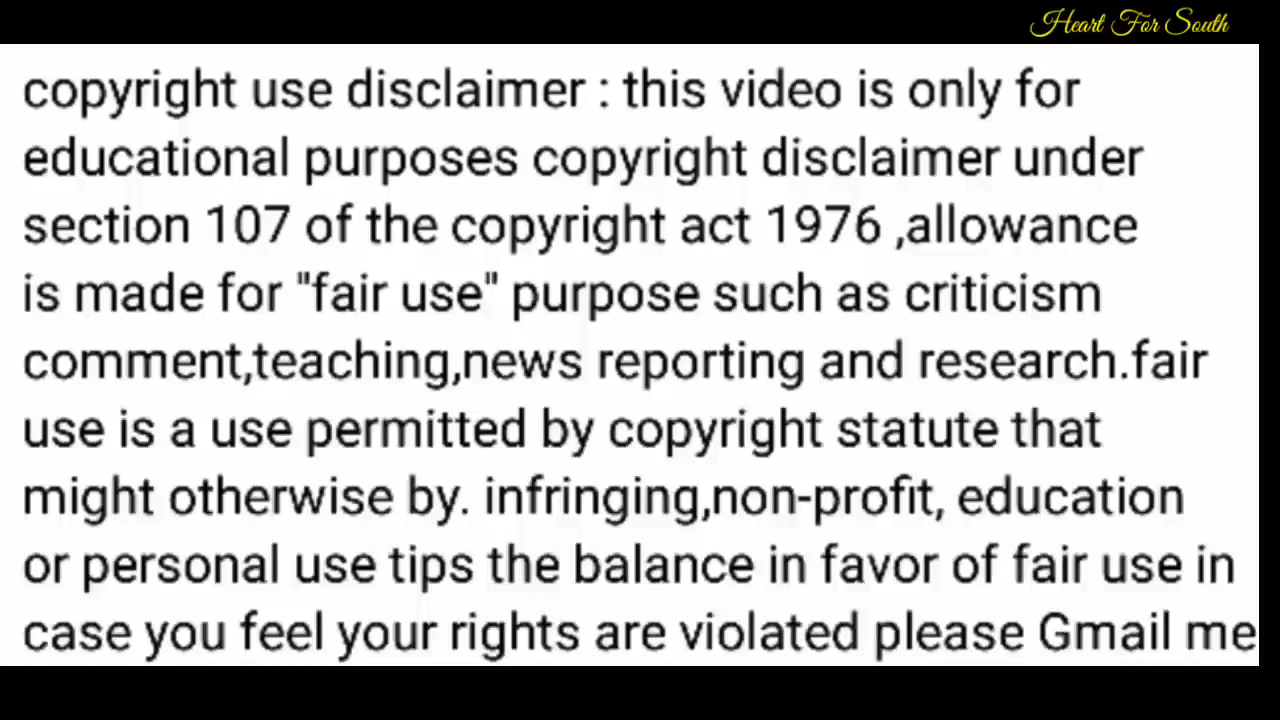 Heart For South
copyright use disclaimer : this video is only for
educational purposes copyright disclaimer under
section 107 of the copyright act 1976 ,allowance
is made for "fair use" purpose such as criticism
comment,teaching,news reporting and research.fair
use is a use permitted by copyright statute that
might otherwise by. infringing,non-profit, education
or personal use tips the balance in favor of fair use in
case you feel your rights are violated please Gmail me